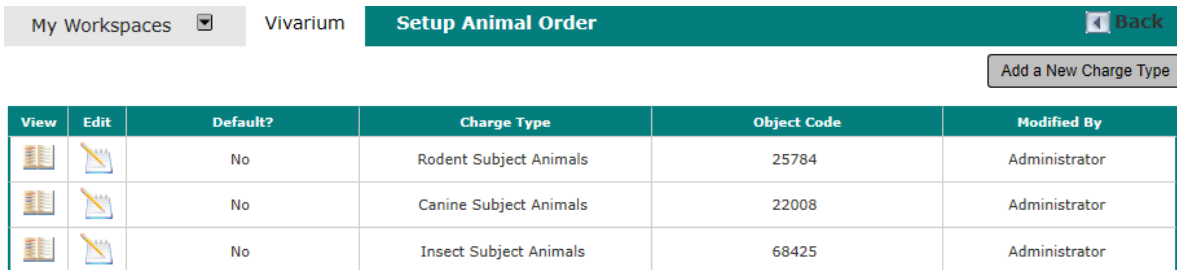 My Workspaces Vivarium Setup Animal Order Back
Add a New Charge Type
View Edit Default? Charge Type Object Code Modified By
No Rodent Subject Animals 25784 Administrator
No Canine Subject Animals 22008 Administrator
No Insect Subject Animals 68425 Administrator